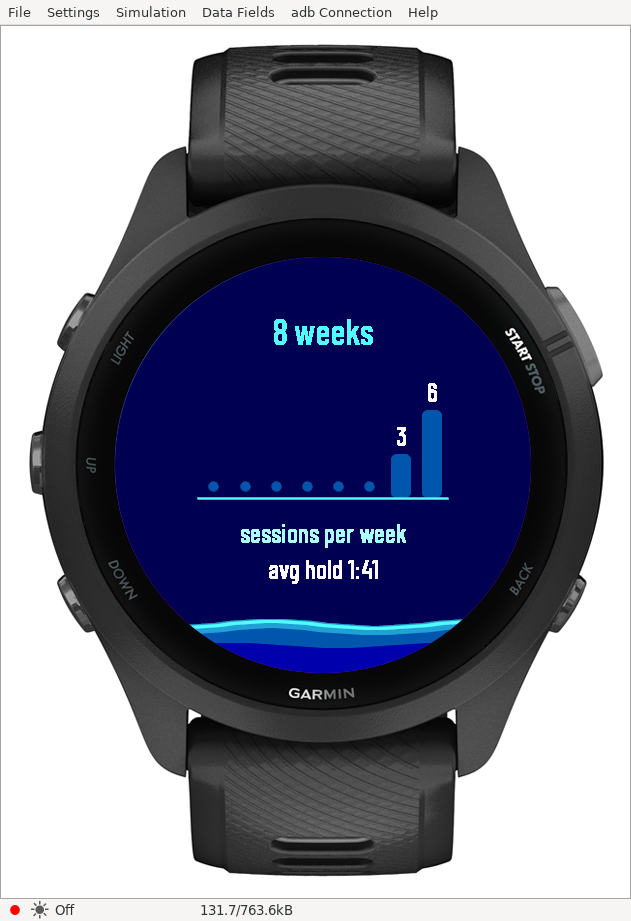 File Settings Simulation Data Fields adb Connection Help
LIGHT
START STOP
UP
DOWN
BACK
8 weeks
6
3
sessions per week
avg hold 1:41
GARMIN
Off 131.7/763.6kB